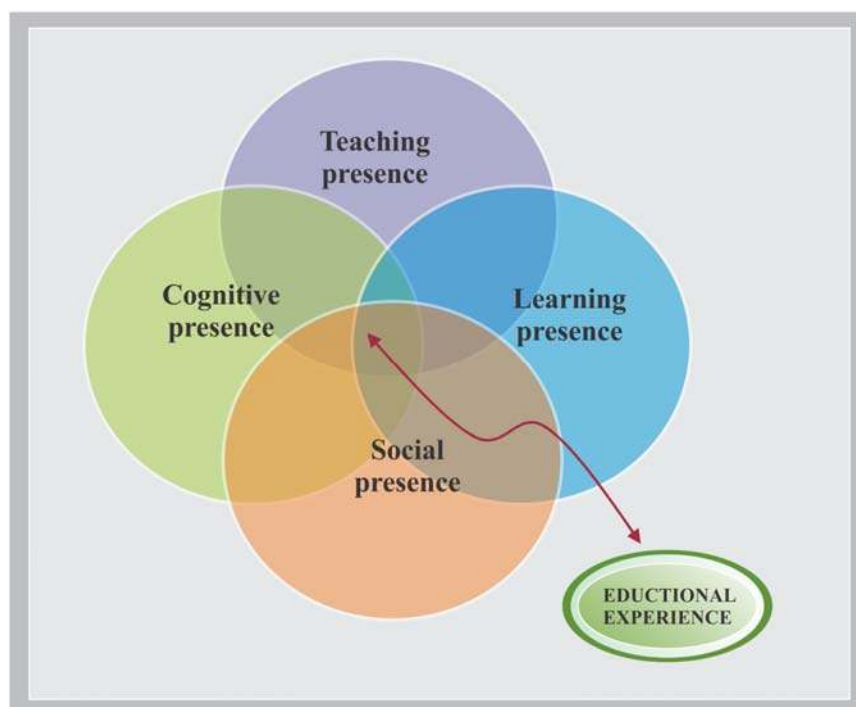 Teaching
presence
Cognitive
presence
Learning
presence
Social
presence
EDUCTIONAL
EXPERIENCE